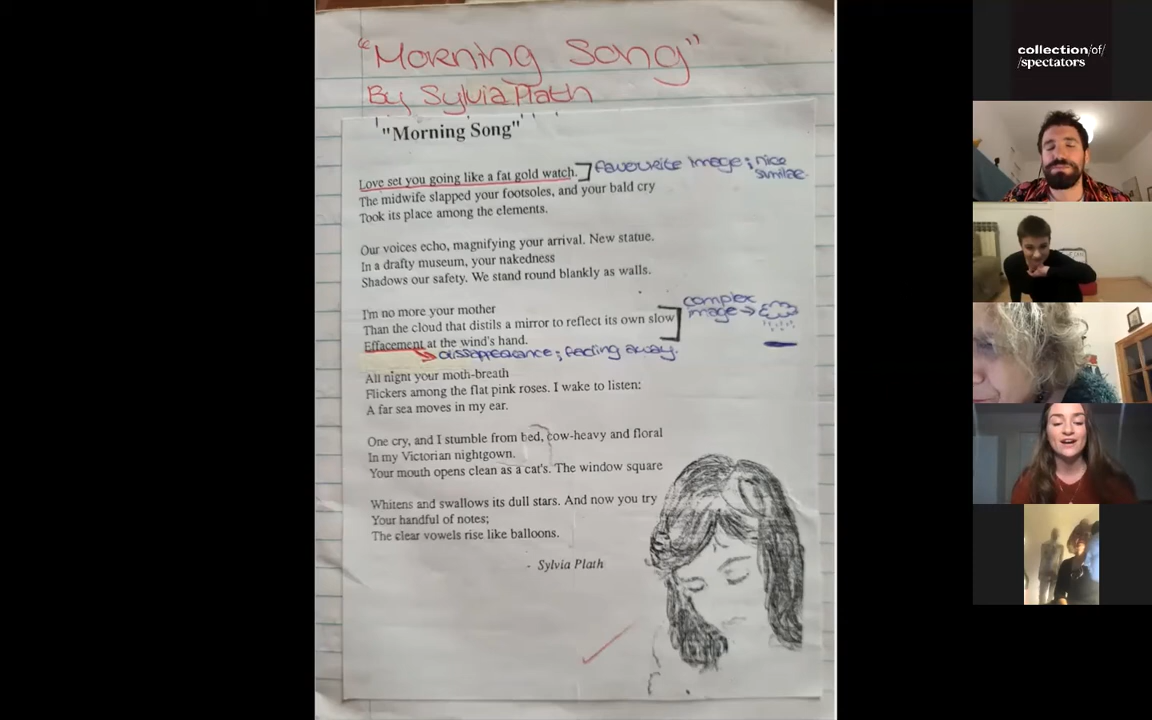 "Morning Song"
By Sylvia Plath
"Morning Song"
Love set you going like a fat gold watch.
favourite image; nice
similae.
The midwife slapped your footsoles, and your bald cry
Took its place among the elements.
Our voices echo, magnifying your arrival. New statue.
In a drafty museum, your nakedness
Shadows our safety. We stand round blankly as walls.
I'm no more your mother
Than the cloud that distils a mirror to reflect its own slow
Effacement at the wind's hand.
complex
image →
dissappearance; fading away.
All night your moth-breath
Flickers among the flat pink roses. I wake to listen:
A far sea moves in my ear.
One cry, and I stumble from bed, cow-heavy and floral
In my Victorian nightgown.
Your mouth opens clean as a cat's. The window square
Whitens and swallows its dull stars. And now you try
Your handful of notes;
The clear vowels rise like balloons.
- Sylvia Plath
collection/of/
/spectators